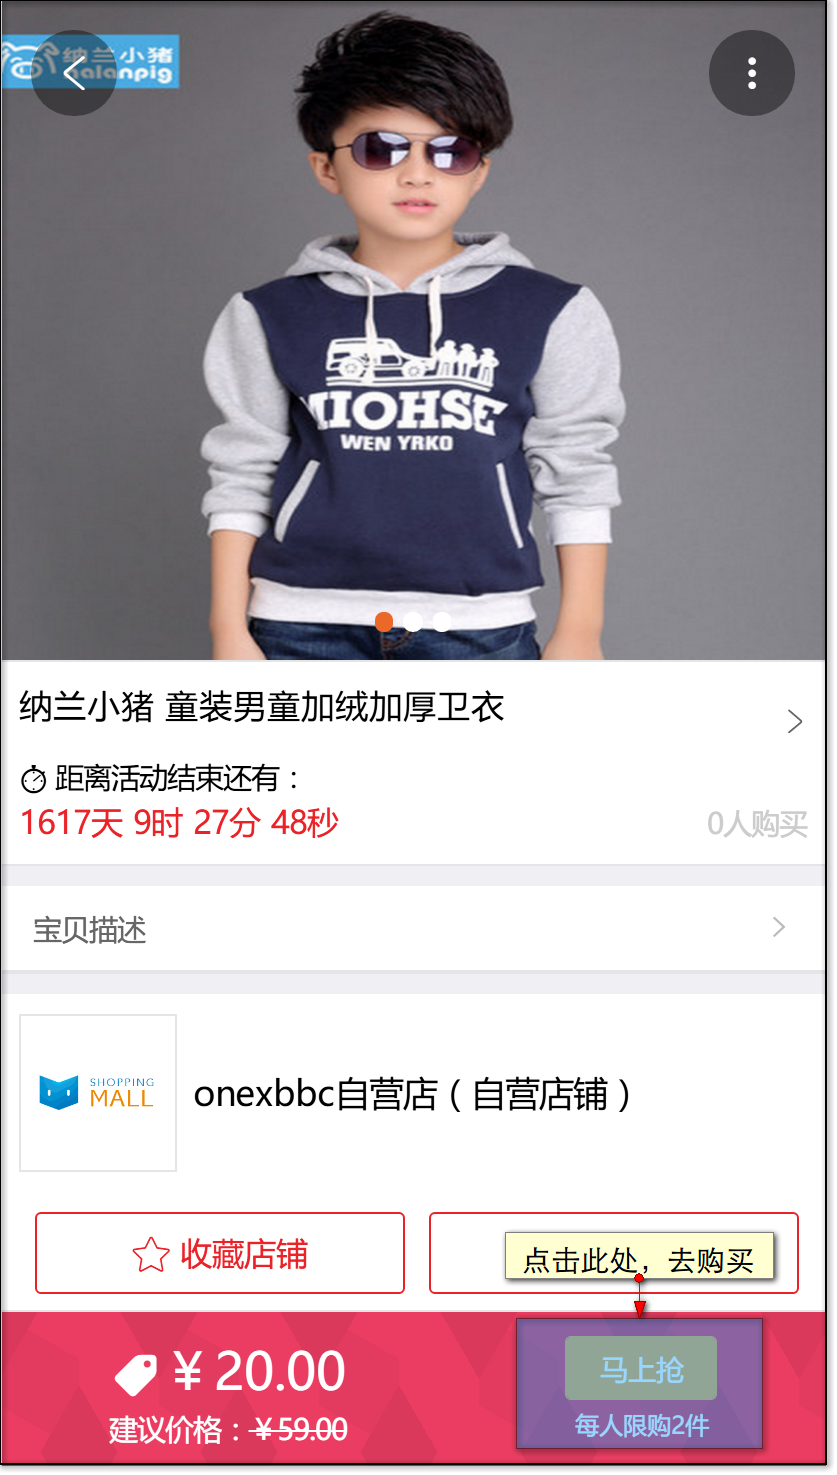 纳兰小猪
nalanpig
MIOHSE
WEN YRKO
纳兰小猪 童装男童加绒加厚卫衣
距离活动结束还有：
1617天 9时 27分 48秒
0人购买
宝贝描述
SHOPPING
MALL
onexbbc自营店（自营店铺）
收藏店铺
点击此处，去购买
¥ 20.00
马上抢
建议价格：¥59.00
每人限购2件